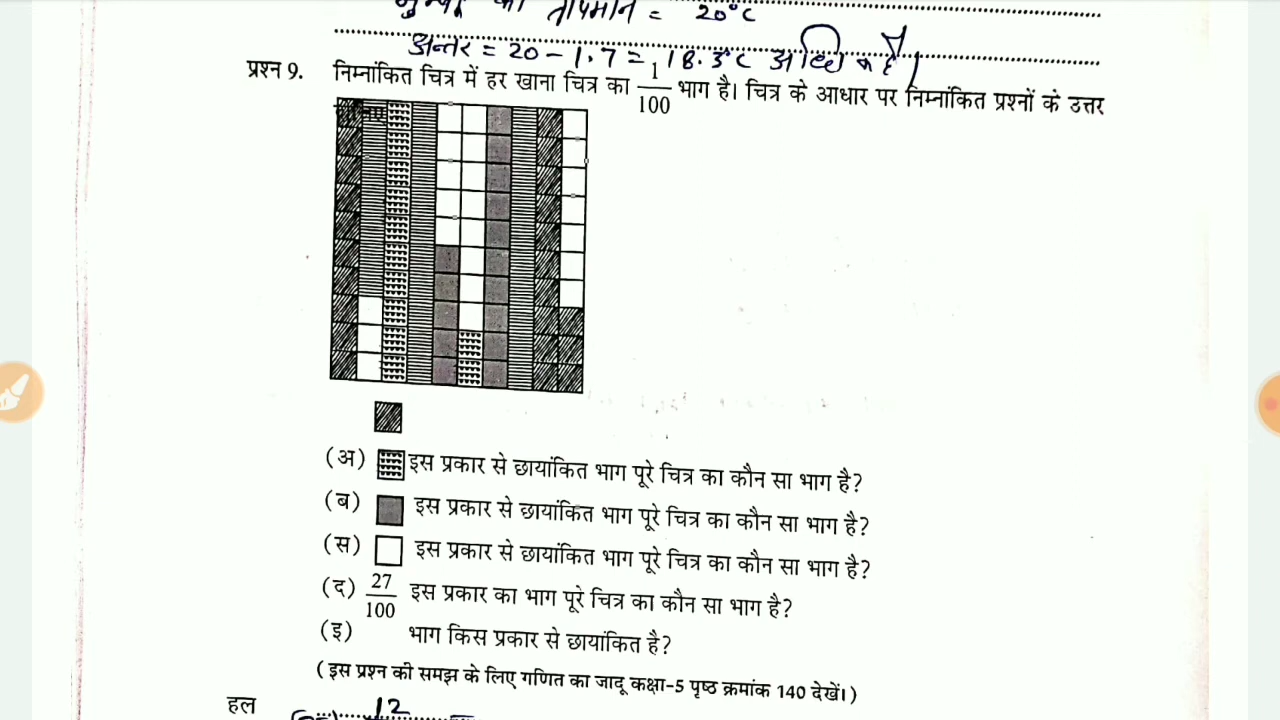 तापमान = 20°C
अन्तर = 20 - 1.7 = 18.3°C अधिक है।
प्रश्न 9. निम्नांकित चित्र में हर खाना चित्र का 1/100 भाग है। चित्र के आधार पर निम्नांकित प्रश्नों के उत्तर
(अ) इस प्रकार से छायांकित भाग पूरे चित्र का कौन सा भाग है?
(ब) इस प्रकार से छायांकित भाग पूरे चित्र का कौन सा भाग है?
(स) इस प्रकार से छायांकित भाग पूरे चित्र का कौन सा भाग है?
(द) 27/100 इस प्रकार का भाग पूरे चित्र का कौन सा भाग है?
(इ) भाग किस प्रकार से छायांकित है?
(इस प्रश्न की समझ के लिए गणित का जादू कक्षा-5 पृष्ठ क्रमांक 140 देखें।)
हल
12